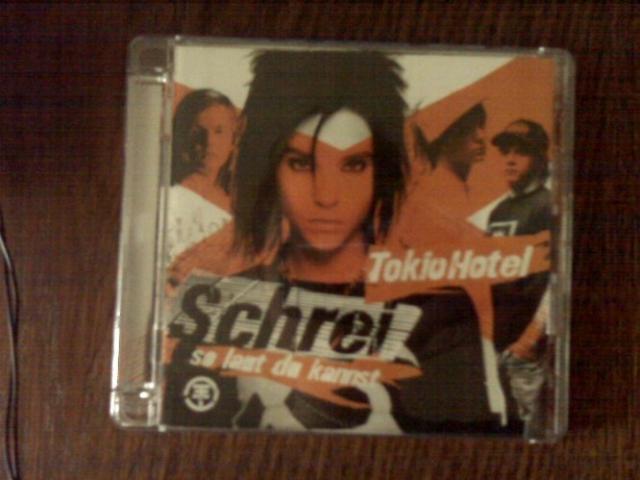 Tokio Hotel
Schrei
so laut du kannst